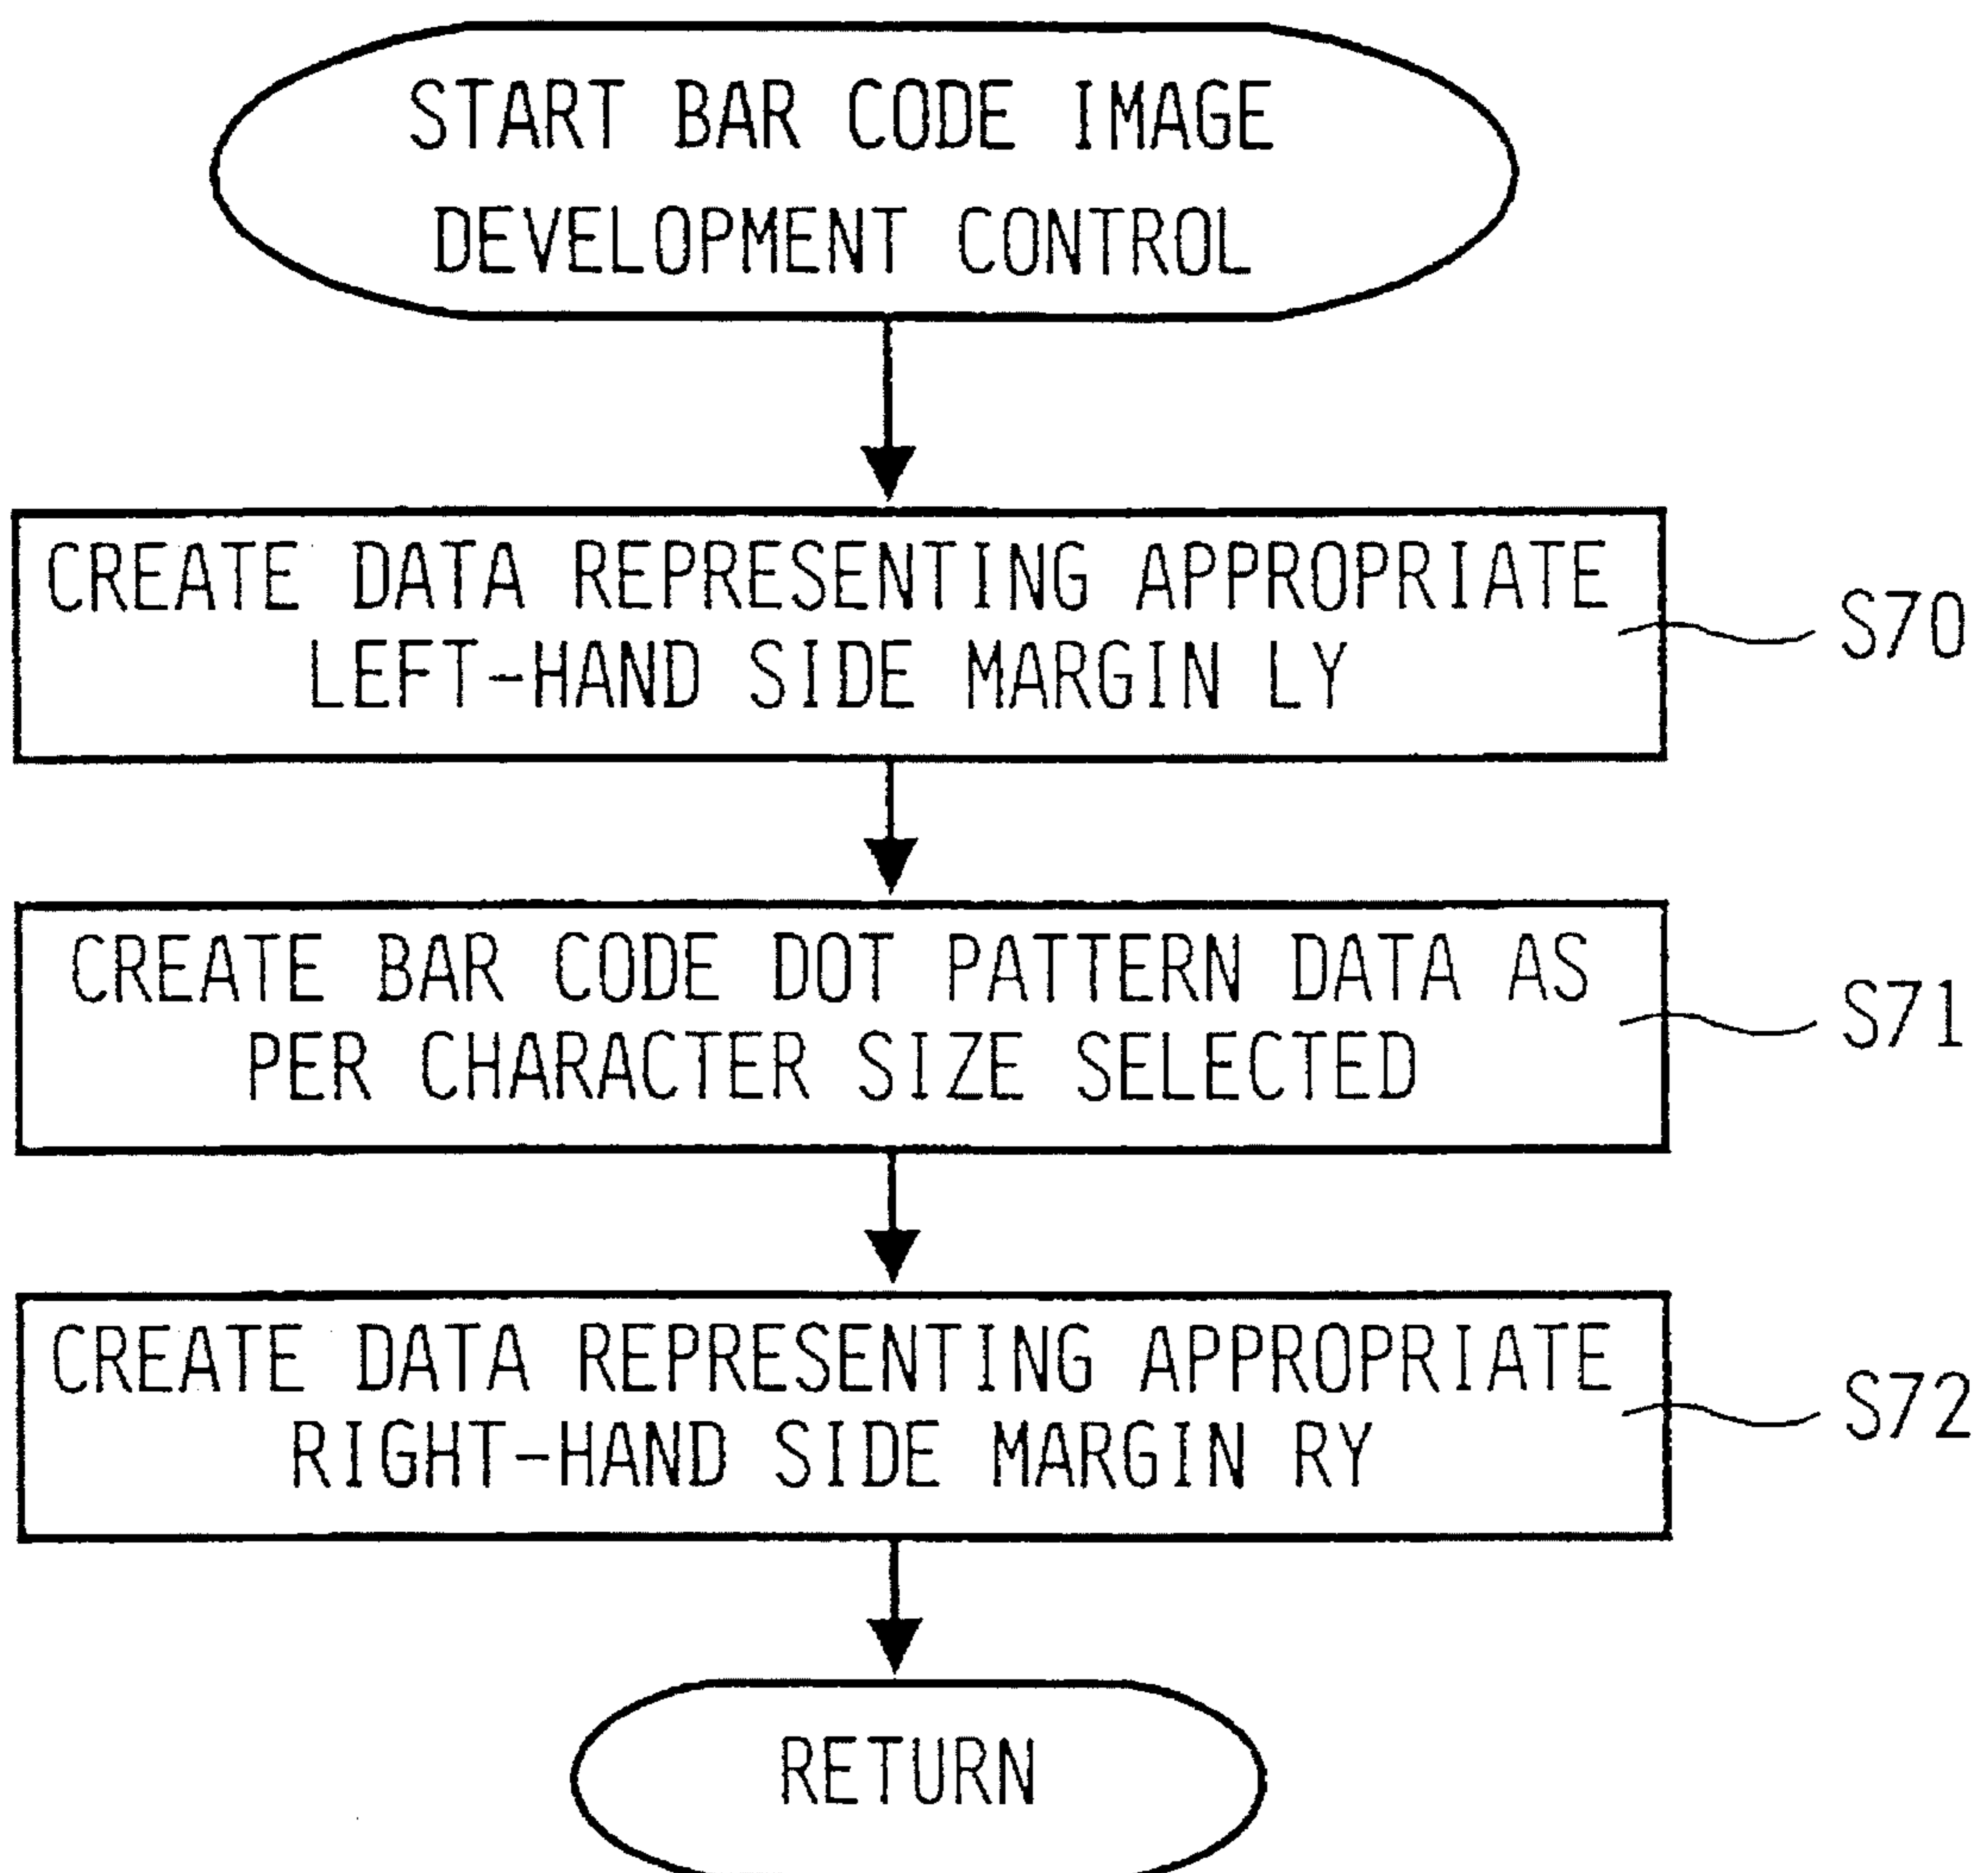 START BAR CODE IMAGE
DEVELOPMENT CONTROL
CREATE DATA REPRESENTING APPROPRIATE
LEFT-HAND SIDE MARGIN LY
S70
CREATE BAR CODE DOT PATTERN DATA AS
PER CHARACTER SIZE SELECTED
S71
CREATE DATA REPRESENTING APPROPRIATE
RIGHT-HAND SIDE MARGIN RY
S72
RETURN